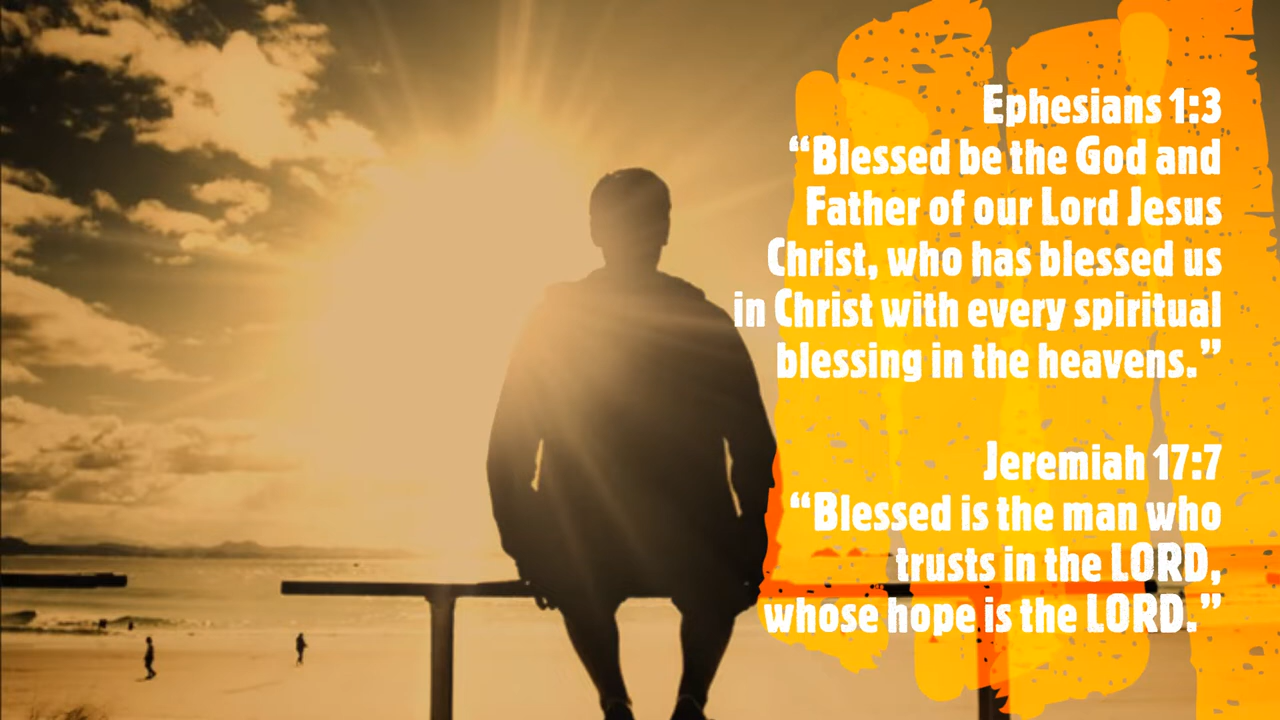 Ephesians 1:3
“Blessed be the God and
Father of our Lord Jesus
Christ, who has blessed us
in Christ with every spiritual
blessing in the heavens.”
Jeremiah 17:7
“Blessed is the man who
trusts in the LORD,
whose hope is the LORD.”